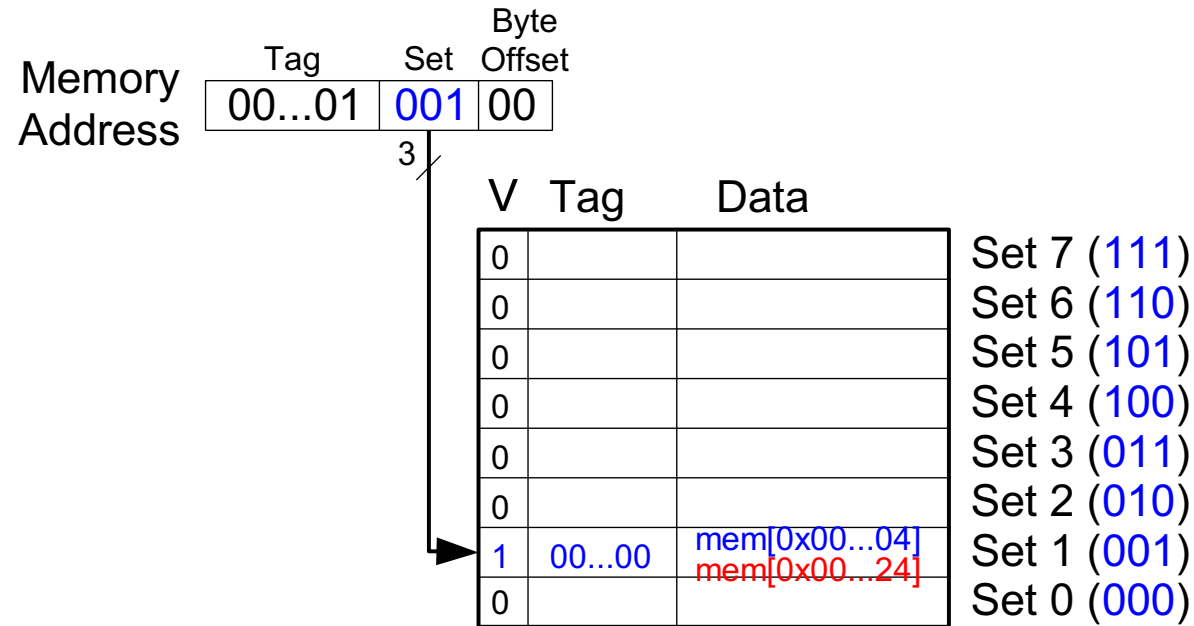 Byte
Tag Set Offset
Memory Address
00...01 001 00
3
V Tag Data
0 Set 7 (111)
0 Set 6 (110)
0 Set 5 (101)
0 Set 4 (100)
0 Set 3 (011)
0 Set 2 (010)
1 00...00 mem[0x00...04] Set 1 (001)
mem[0x00...24]
0 Set 0 (000)